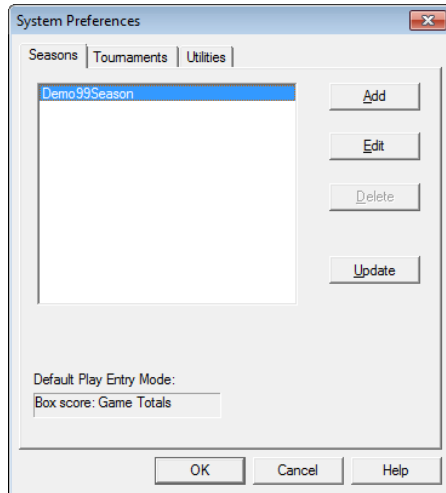 System Preferences
Seasons Tournaments Utilities
Demo99Season
Add
Edit
Delete
Update
Default Play Entry Mode:
Box score: Game Totals
OK Cancel Help